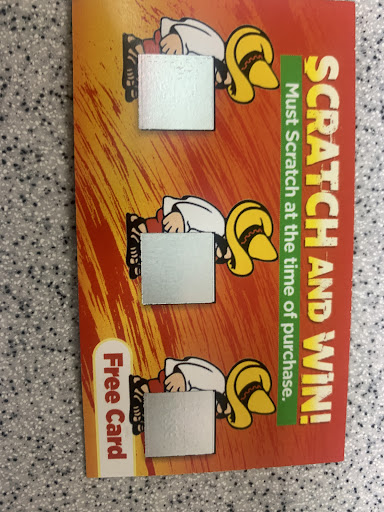 SCRATCH AND WIN!
Must Scratch at the time of purchase.
Free Card